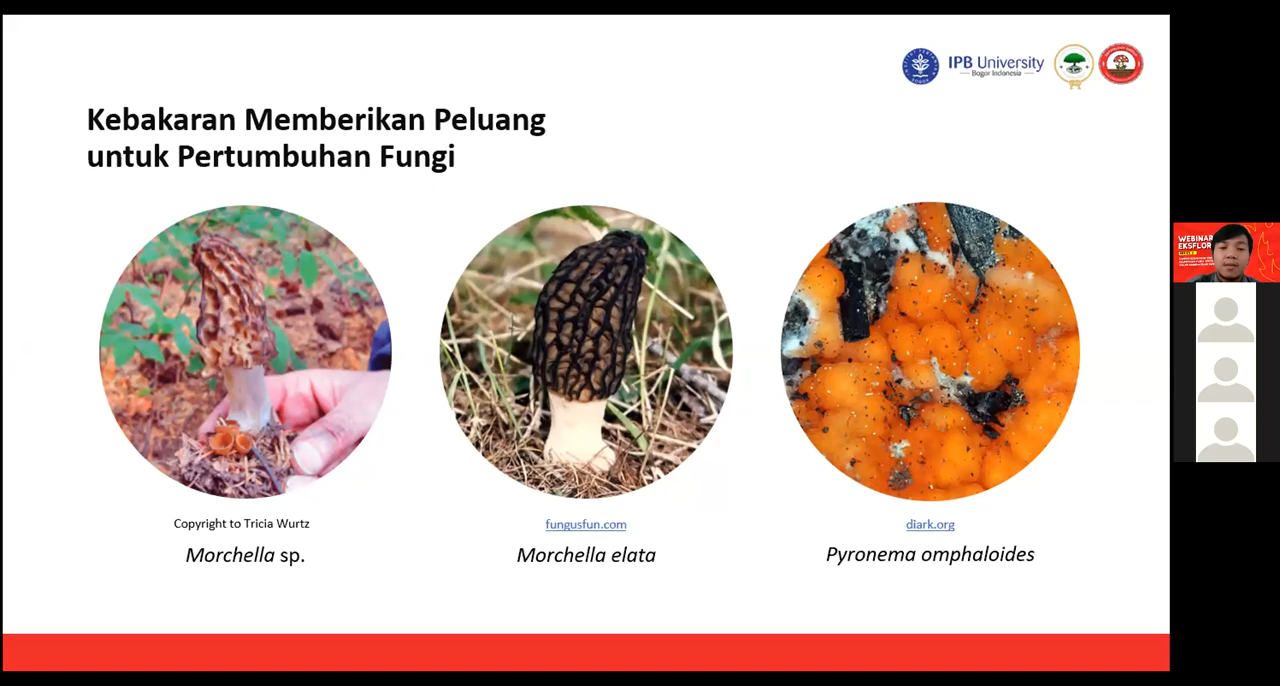 IPB University
Bogor Indonesia
Kebakaran Memberikan Peluang
untuk Pertumbuhan Fungi
Copyright to Tricia Wurtz
fungusfun.com
diark.org
Morchella sp.
Morchella elata
Pyronema omphaloides
WEBINAR
EKSFLOR